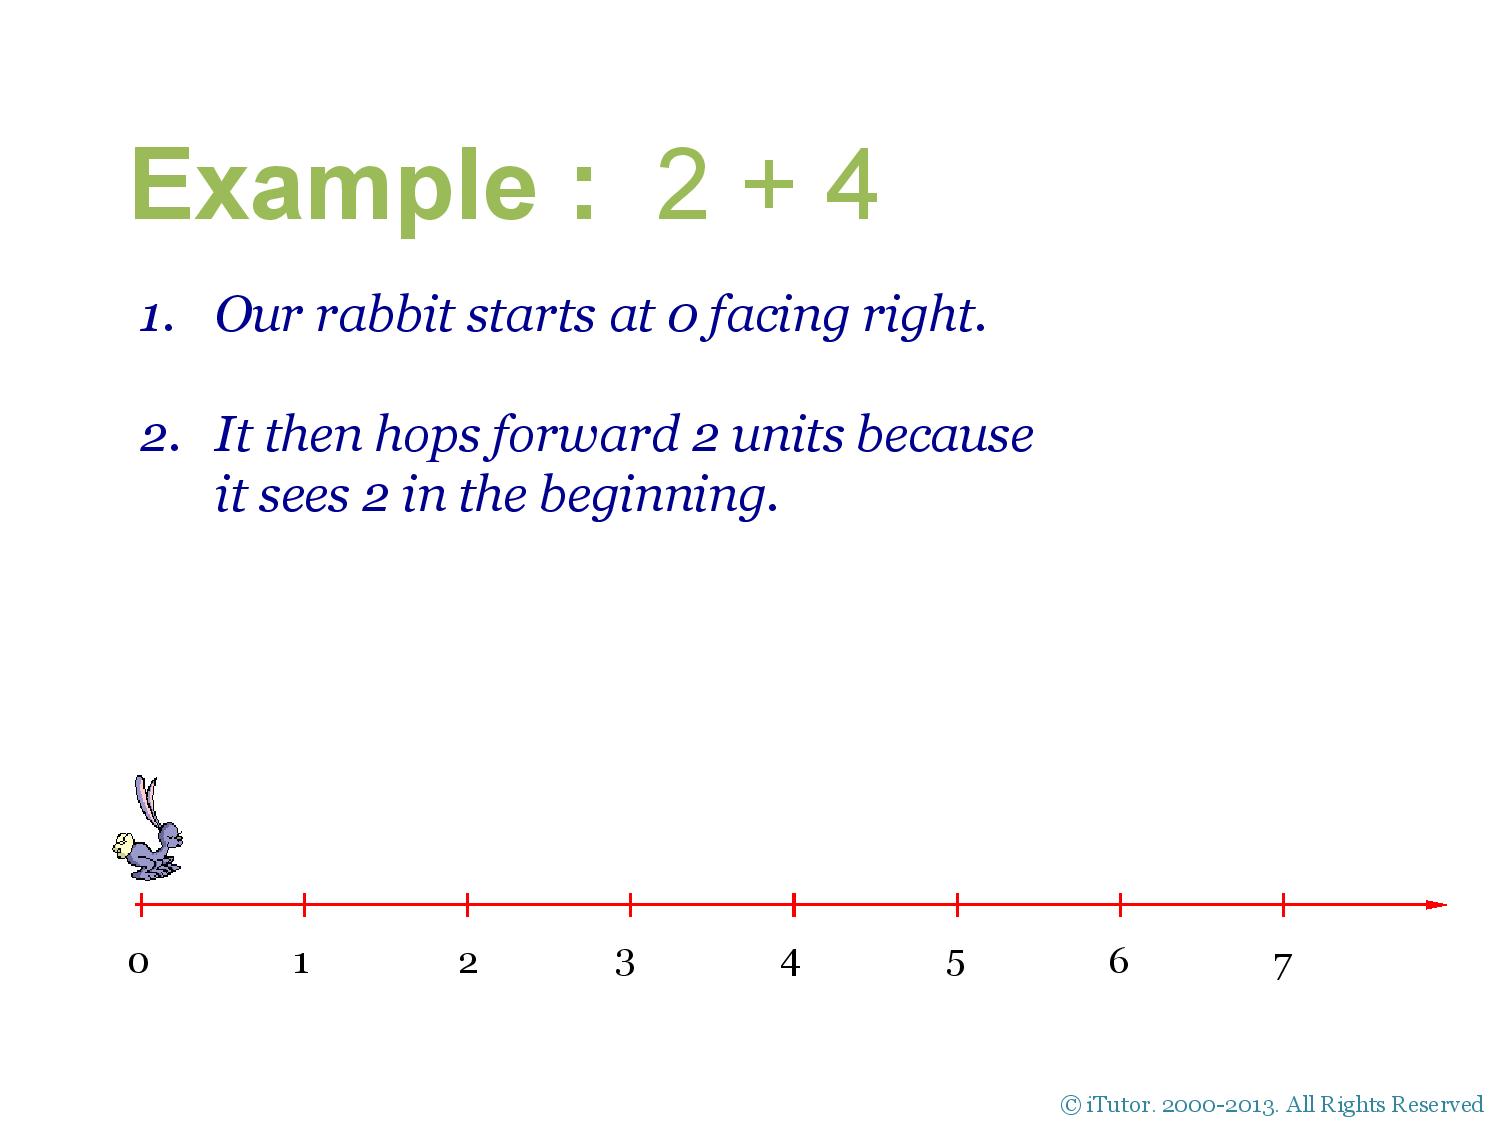 Example : 2 + 4
1. Our rabbit starts at 0 facing right.
2. It then hops forward 2 units because
it sees 2 in the beginning.
0 1 2 3 4 5 6 7
© iTutor. 2000-2013. All Rights Reserved